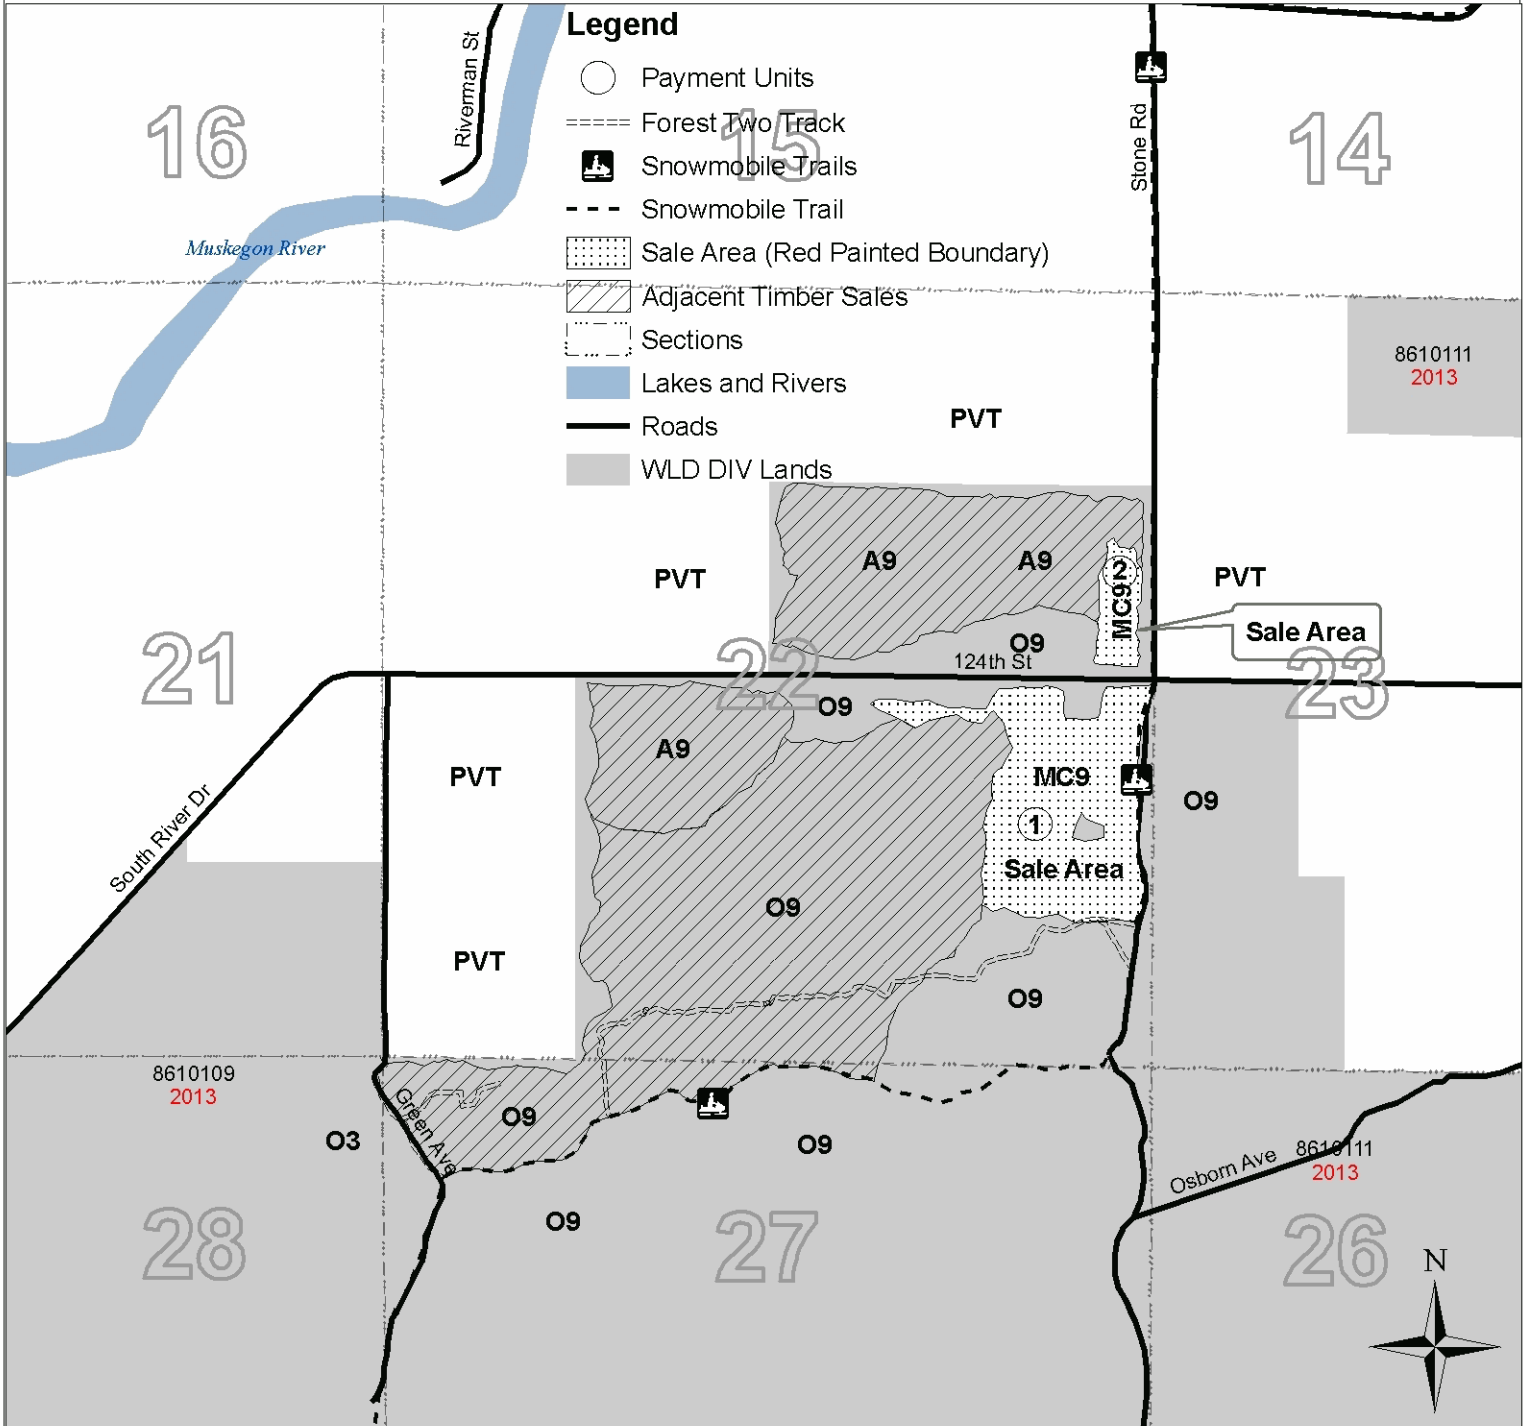 Legend
Payment Units
Forest Two Track
Snowmobile Trails
Snowmobile Trail
Sale Area (Red Painted Boundary)
Adjacent Timber Sales
Sections
Lakes and Rivers
Roads
WLD DIV Lands
16
15
14
Riverman St
Stone Rd
Muskegon River
8610111
2013
PVT
PVT
A9
A9
2
MC9
PVT
Sale Area
O9
124th St
21
22
23
O9
A9
PVT
MC9
O9
1
Sale Area
South River Dr
O9
PVT
O9
8610109
2013
Green Ave
O9
O3
O9
8610111
2013
Osborn Ave
O9
28
27
26
N